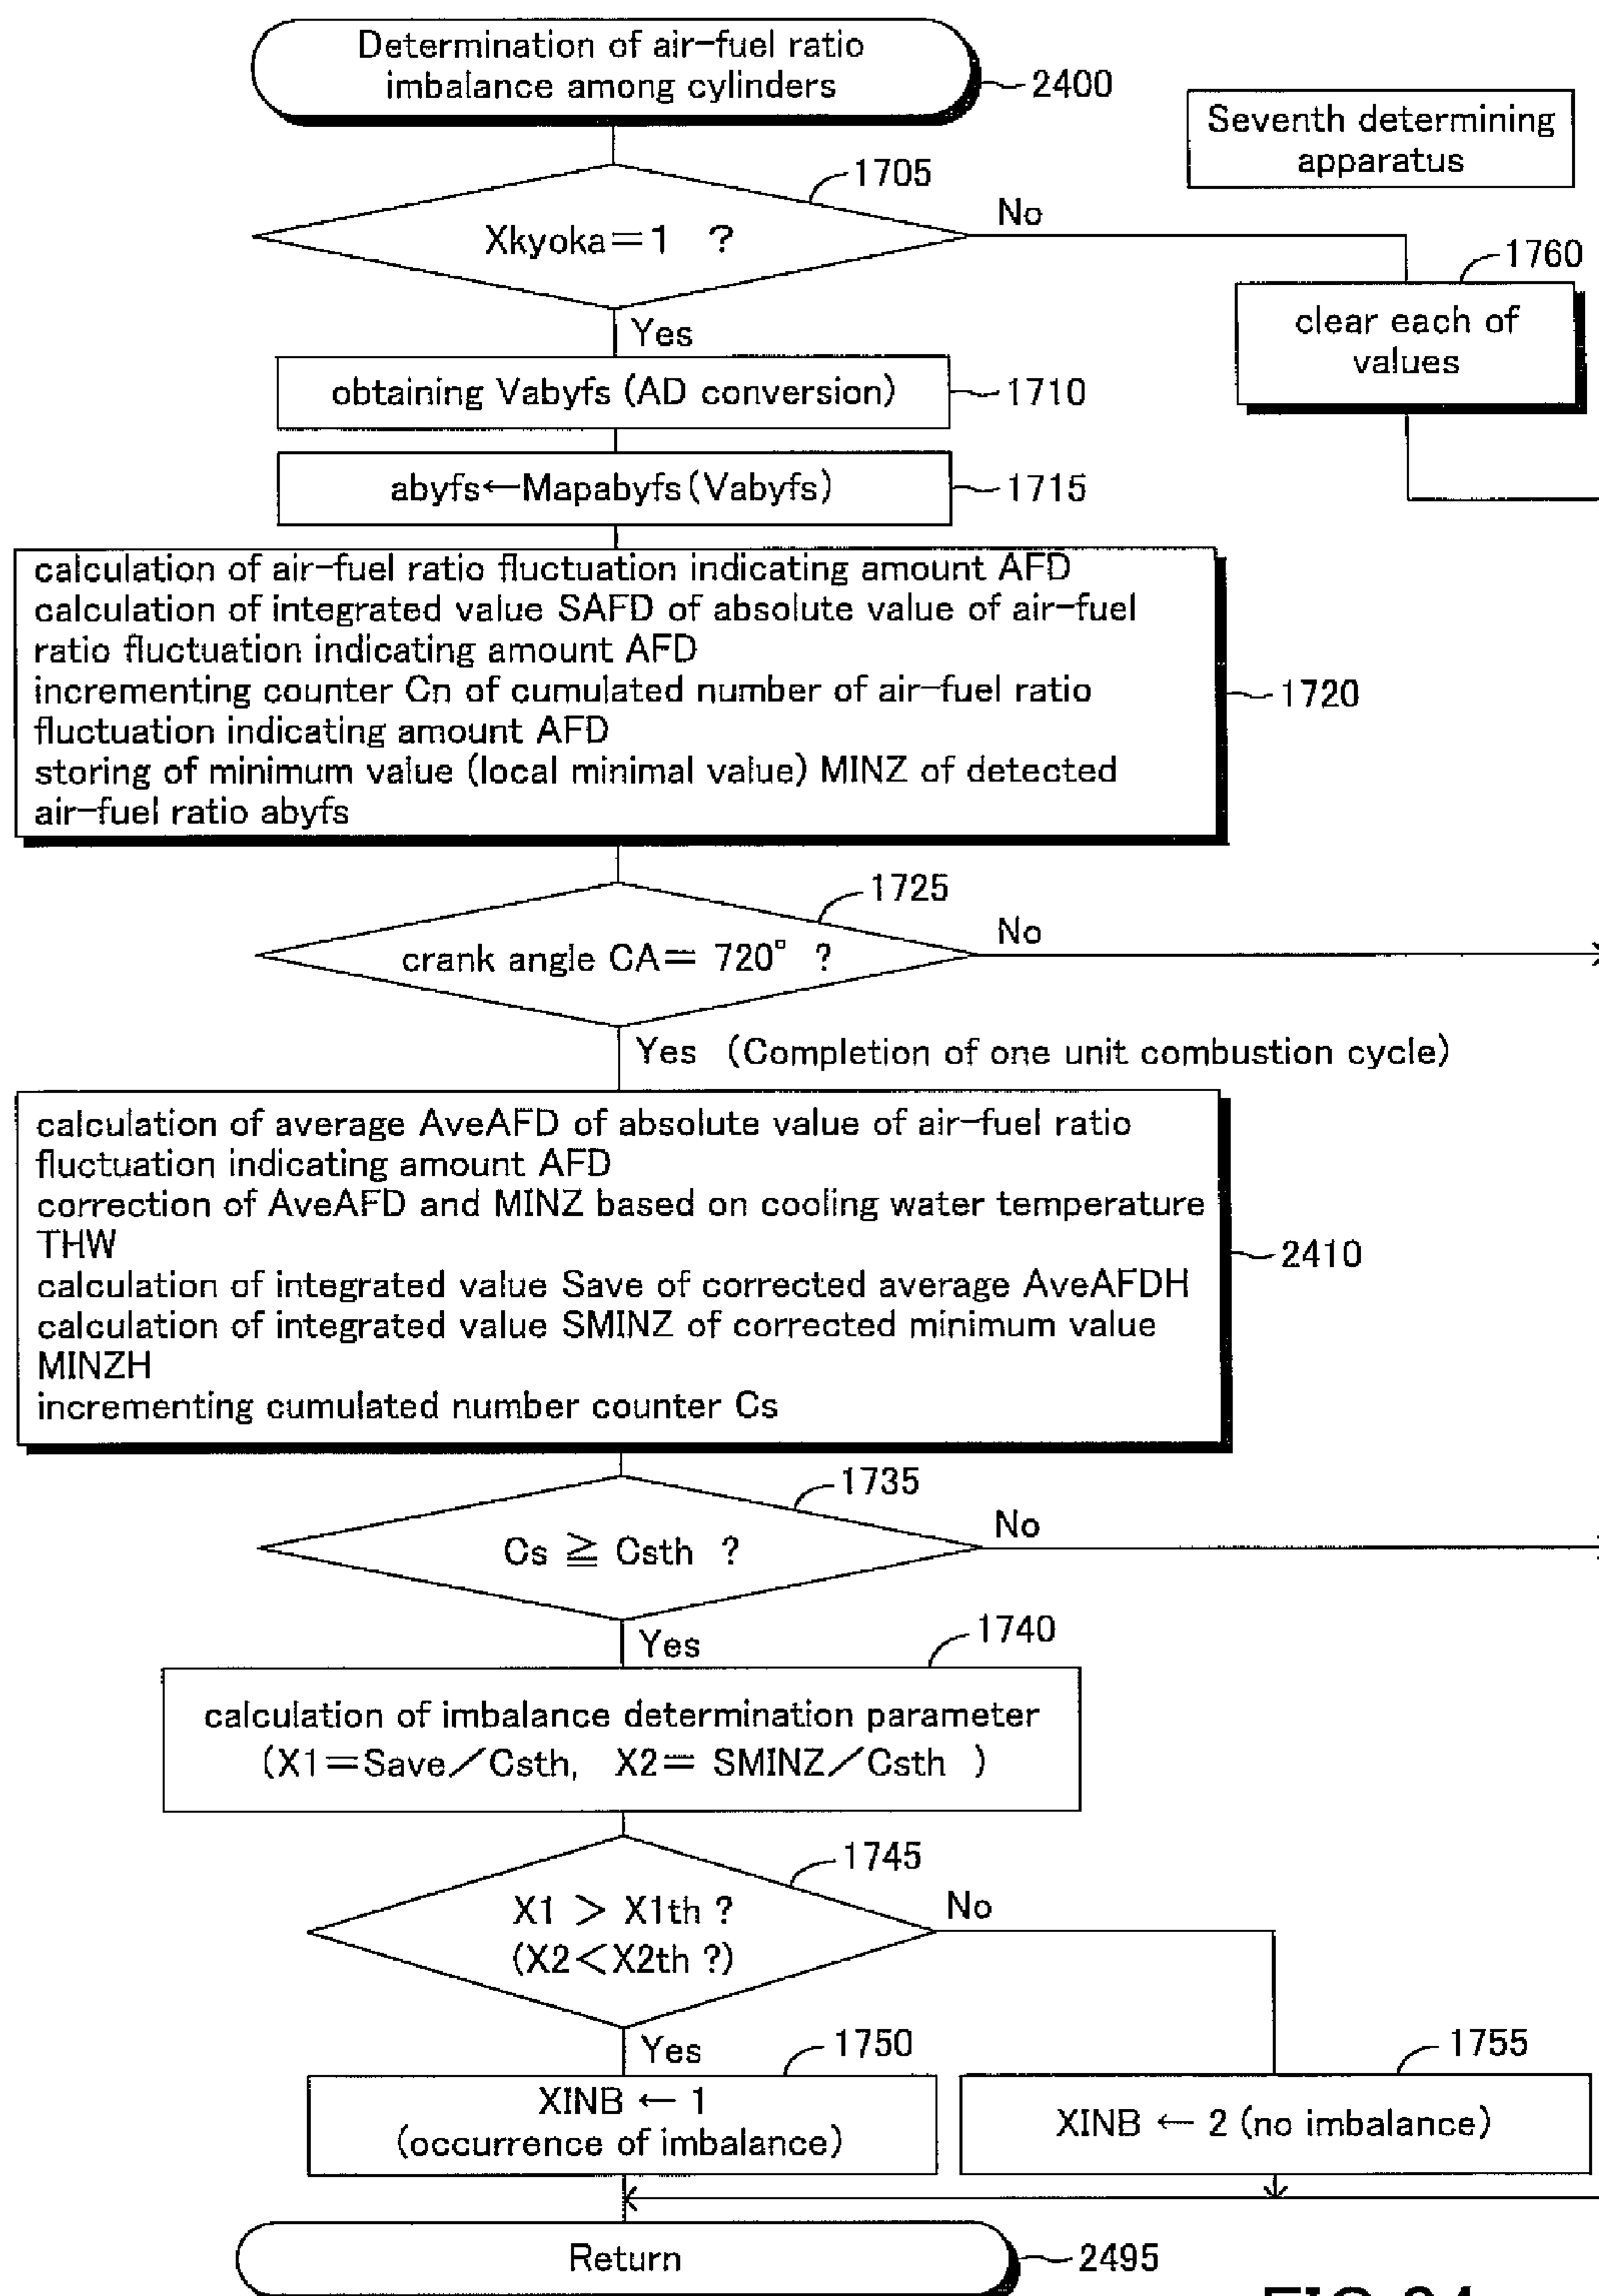 Determination of air-fuel ratio
imbalance among cylinders
2400
Seventh determining
apparatus
1705
Xkyoka=1 ?
No
1760
clear each of
values
Yes
obtaining Vabyfs (AD conversion)
1710
abyfs←Mapabyfs(Vabyfs)
1715
calculation of air-fuel ratio fluctuation indicating amount AFD
calculation of integrated value SAFD of absolute value of air-fuel
ratio fluctuation indicating amount AFD
incrementing counter Cn of cumulated number of air-fuel ratio
fluctuation indicating amount AFD
storing of minimum value (local minimal value) MINZ of detected
air-fuel ratio abyfs
1720
1725
crank angle CA= 720° ?
No
Yes (Completion of one unit combustion cycle)
calculation of average AveAFD of absolute value of air-fuel ratio
fluctuation indicating amount AFD
correction of AveAFD and MINZ based on cooling water temperature
THW
calculation of integrated value Save of corrected average AveAFDH
calculation of integrated value SMINZ of corrected minimum value
MINZH
incrementing cumulated number counter Cs
2410
1735
Cs ≧ Csth ?
No
Yes
1740
calculation of imbalance determination parameter
(X1=Save/Csth, X2= SMINZ/Csth )
1745
X1 > X1th ?
(X2<X2th ?)
No
Yes
1750
XINB ← 1
(occurrence of imbalance)
1755
XINB ← 2 (no imbalance)
Return
2495